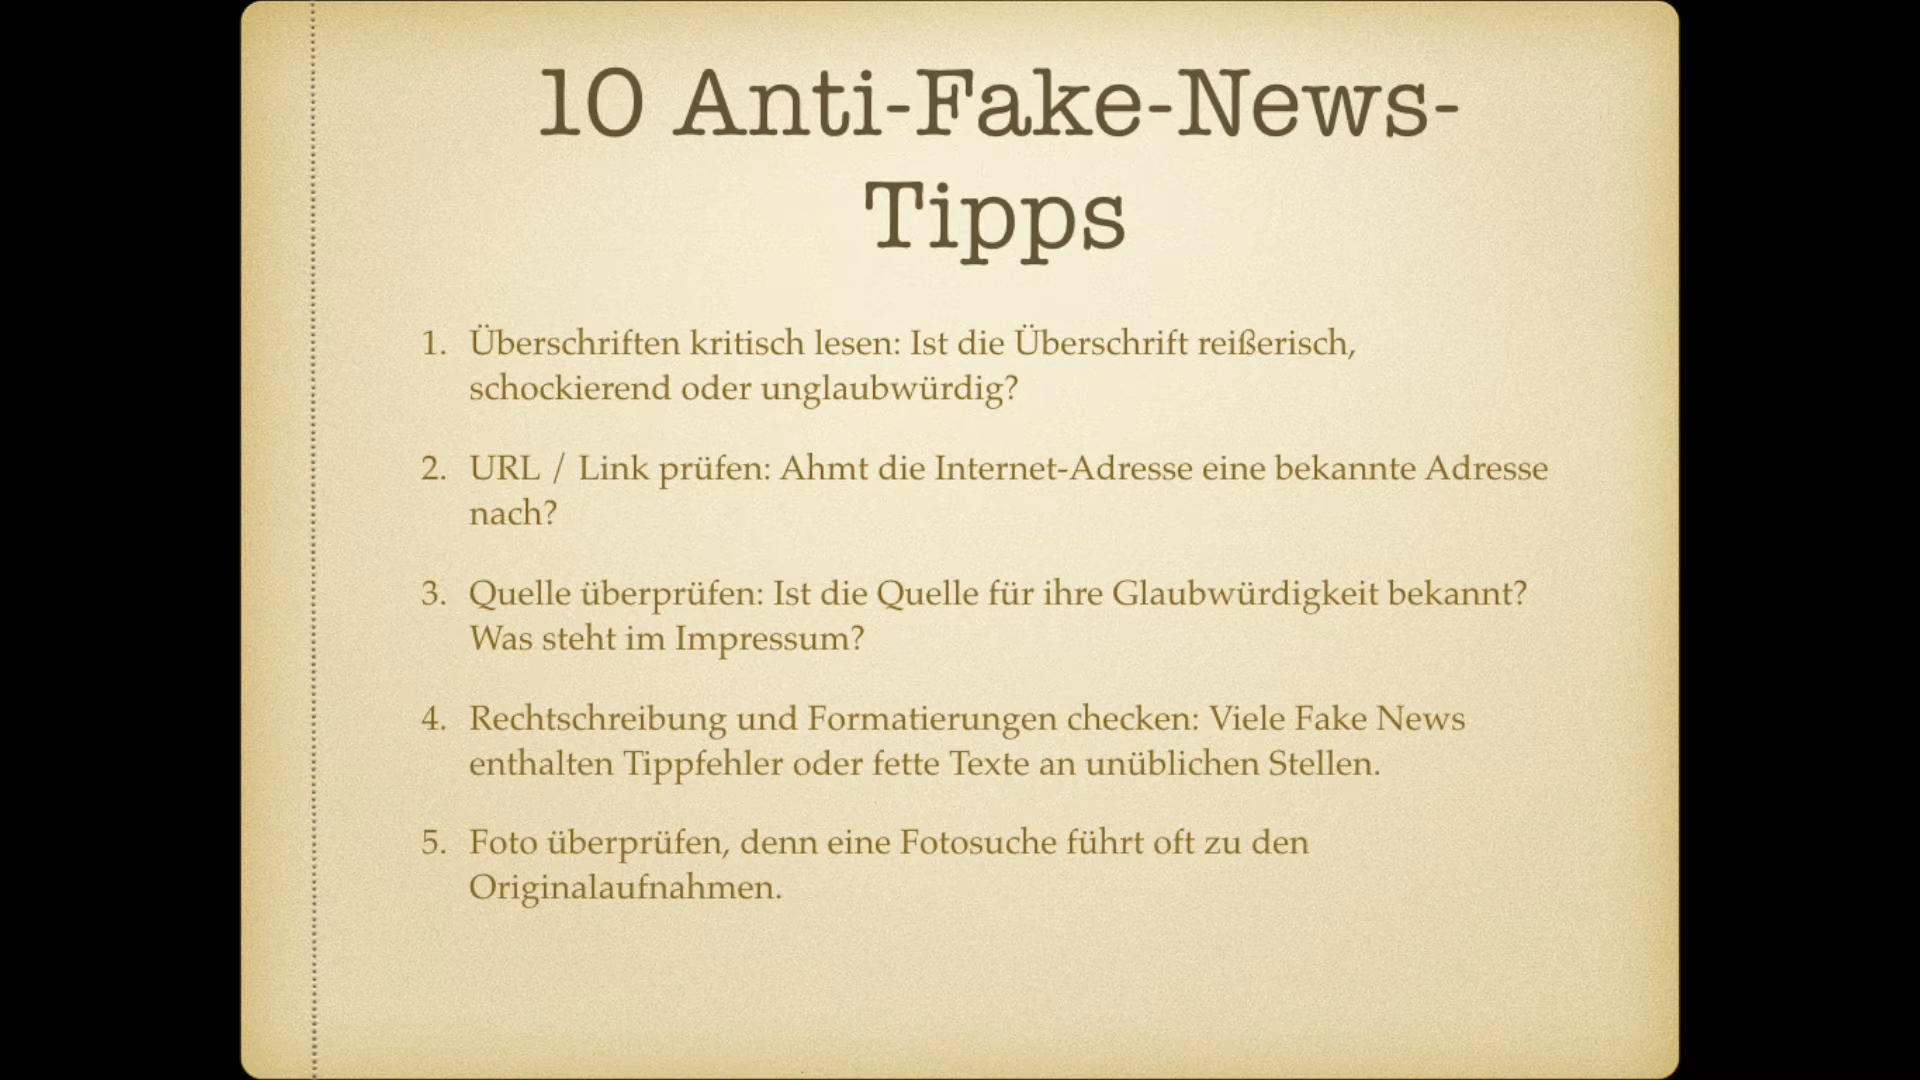 10 Anti-Fake-News-
Tipps
1. Überschriften kritisch lesen: Ist die Überschrift reißerisch,
schockierend oder unglaubwürdig?
2. URL / Link prüfen: Ahmt die Internet-Adresse eine bekannte Adresse
nach?
3. Quelle überprüfen: Ist die Quelle für ihre Glaubwürdigkeit bekannt?
Was steht im Impressum?
4. Rechtschreibung und Formatierungen checken: Viele Fake News
enthalten Tippfehler oder fette Texte an unüblichen Stellen.
5. Foto überprüfen, denn eine Fotosuche führt oft zu den
Originalaufnahmen.